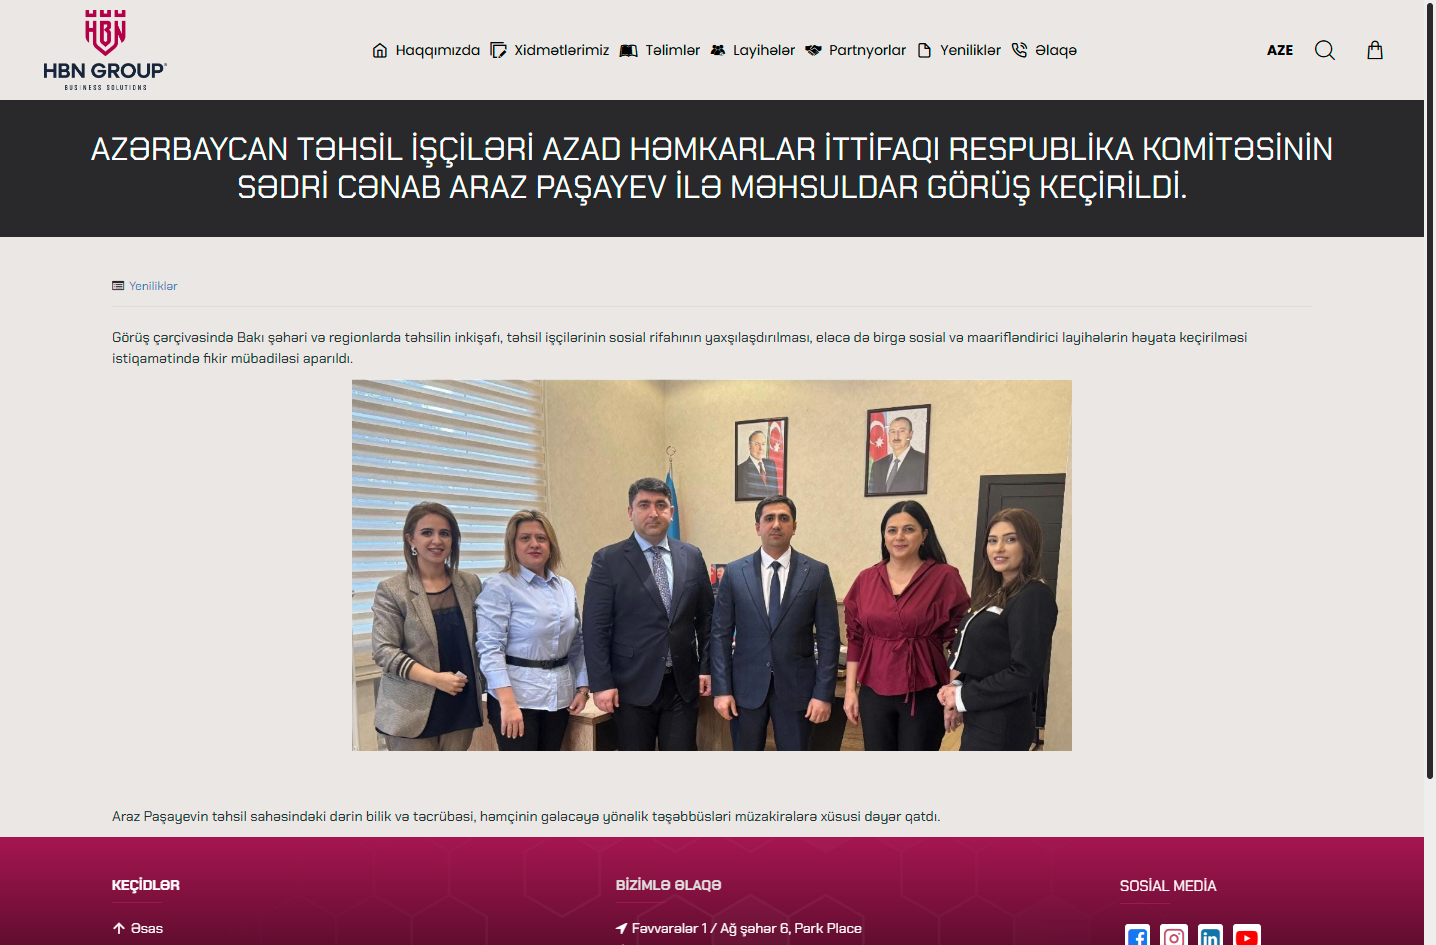 HBN GROUP
BUSINESS SOLUTIONS
Haqqımızda Xidmətlərimiz Təlimlər Layihələr Partnyorlar Yeniliklər Əlaqə
AZE
AZƏRBAYCAN TƏHSİL İŞÇİLƏRİ AZAD HƏMKARLAR İTTİFAQI RESPUBLİKA KOMİTƏSİNİN
SƏDRİ CƏNAB ARAZ PAŞAYEV İLƏ MƏHSULDAR GÖRÜŞ KEÇİRİLDİ.
Yeniliklər
Görüş çərçivəsində Bakı şəhəri və regionlarda təhsilin inkişafı, təhsil işçilərinin sosial rifahının yaxşılaşdırılması, eləcə də birgə sosial və maarifləndirici layihələrin həyata keçirilməsi
istiqamətində fikir mübadiləsi aparıldı.
Araz Paşayevin təhsil sahəsindəki dərin bilik və təcrübəsi, həmçinin gələcəyə yönəlik təşəbbüsləri müzakirələrə xüsusi dəyər qatdı.
KEÇİDLƏR
Əsas
BİZİMLƏ ƏLAQƏ
Fəvvarələr 1 / Ağ şəhər 6, Park Place
SOSİAL MEDİA